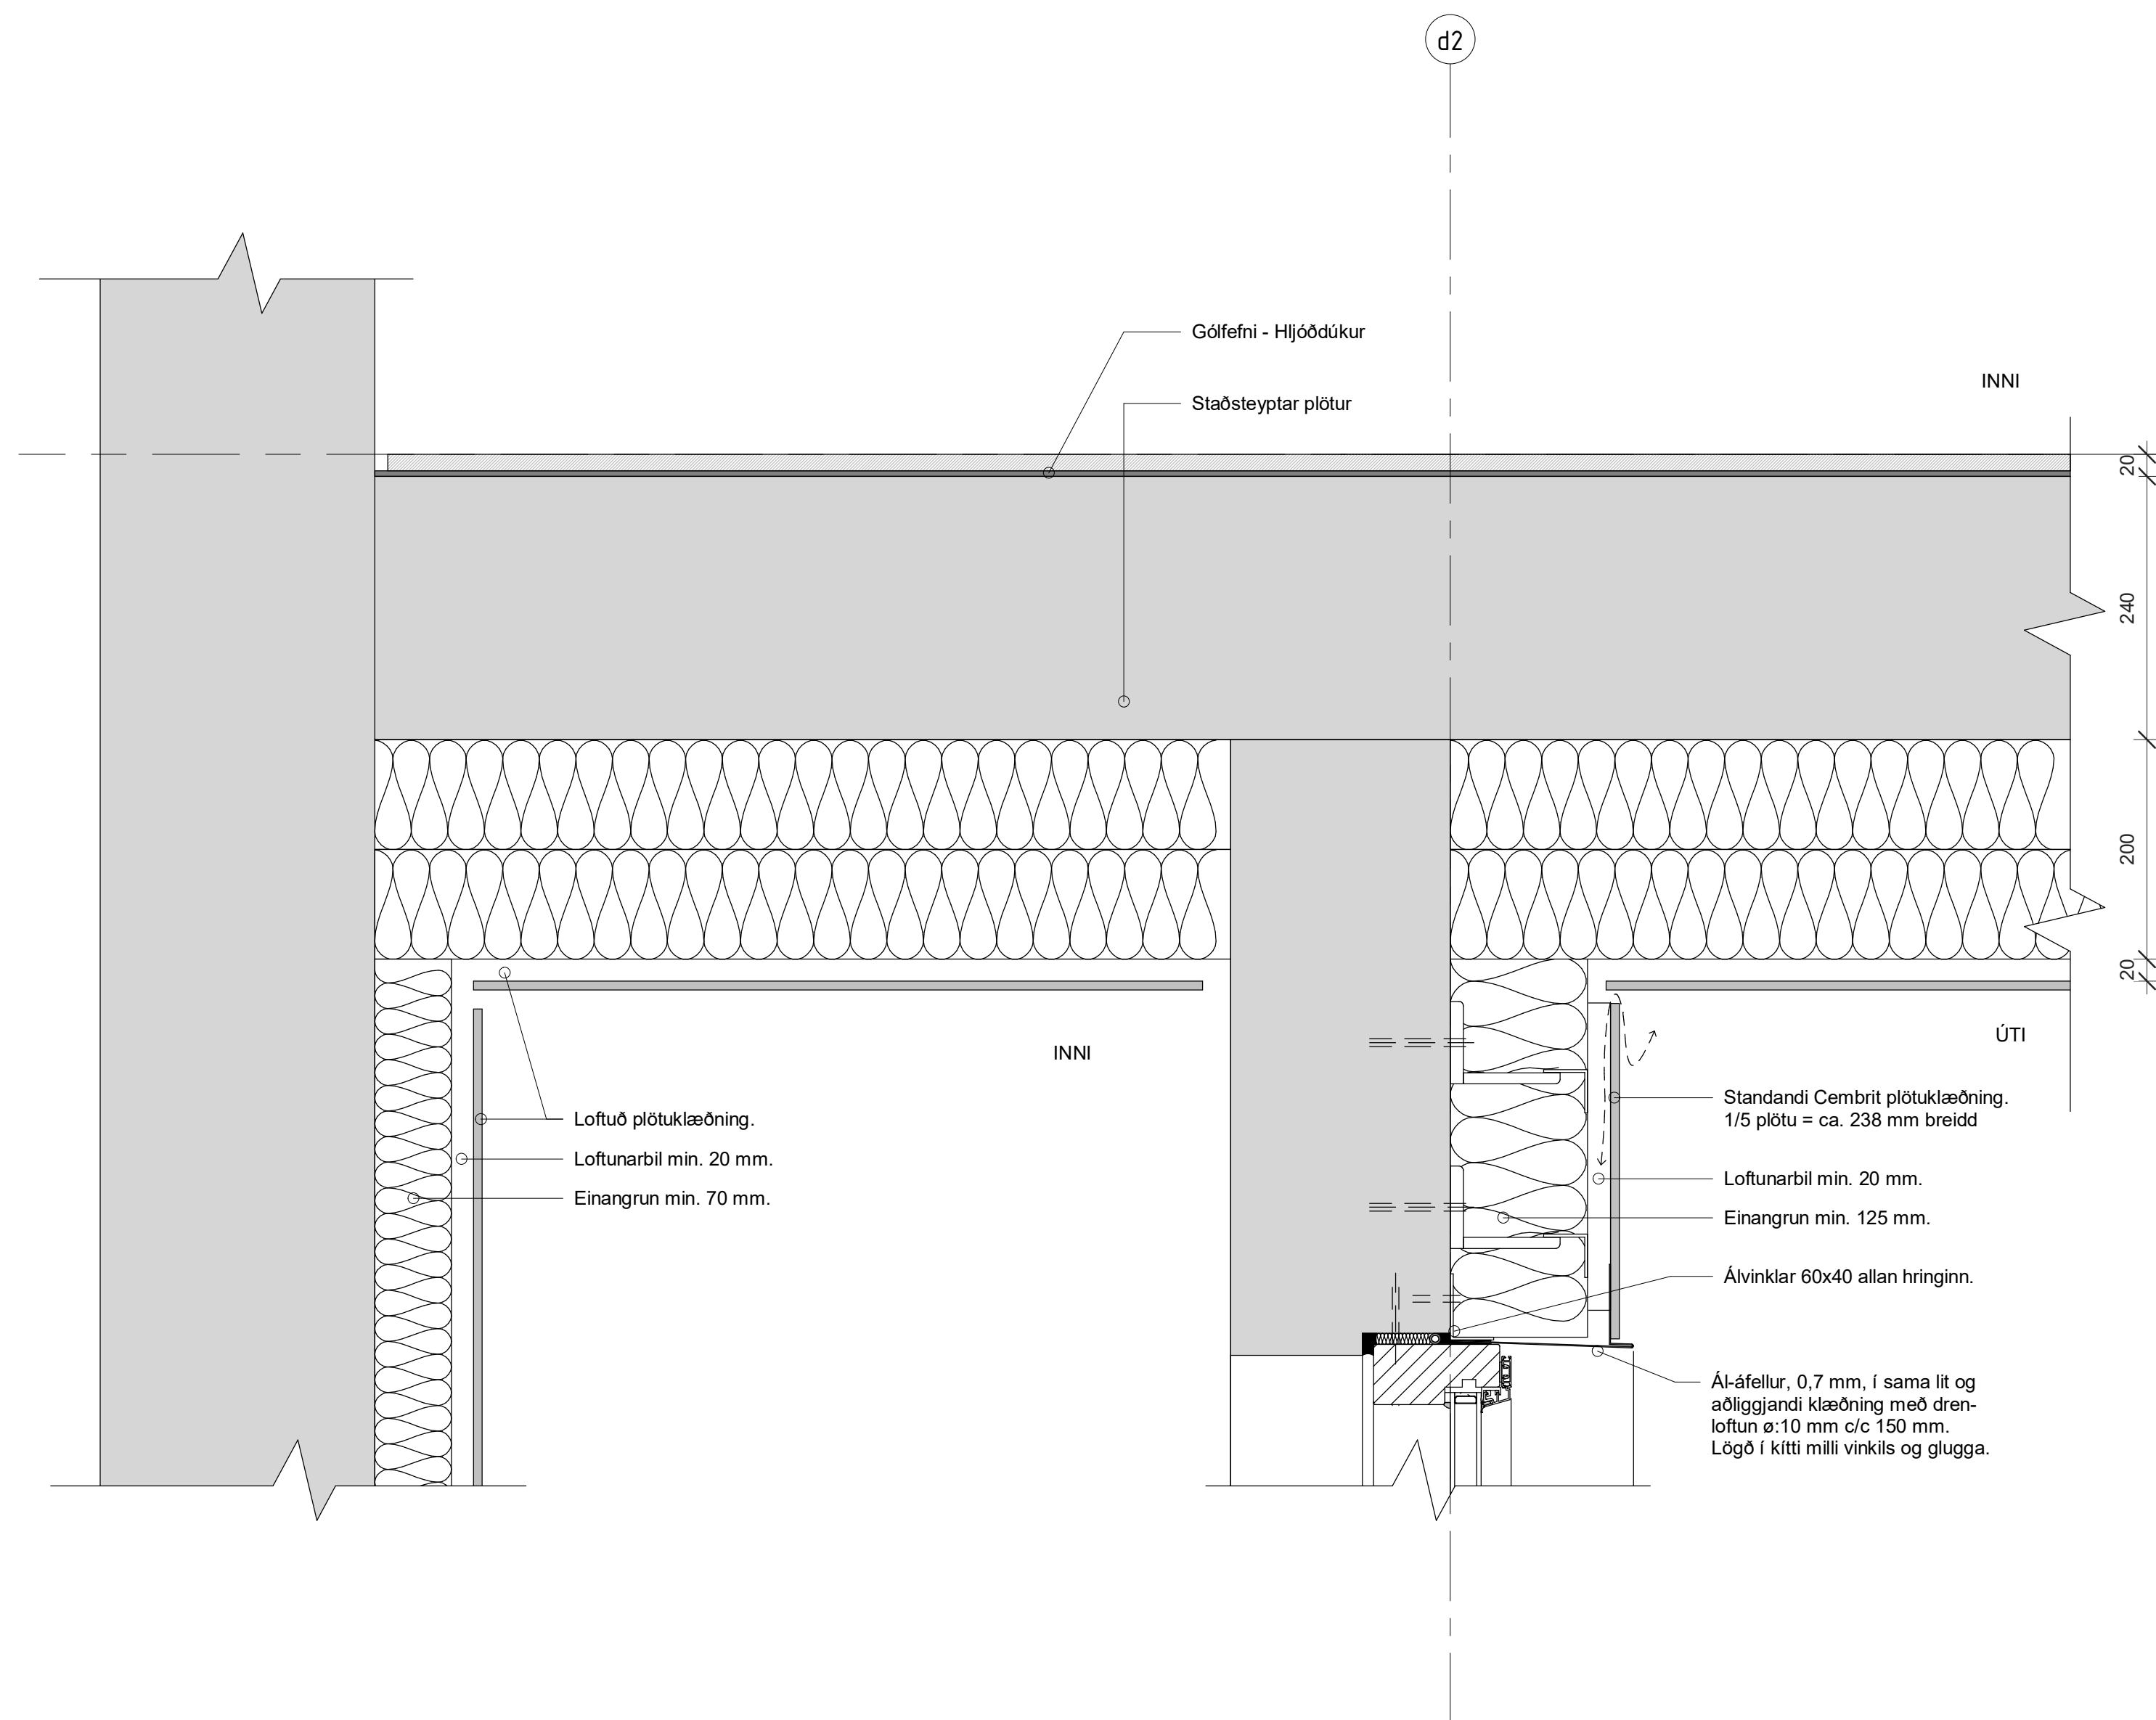 d2
Gólfefni - Hljóðdúkur
INNI
Staðsteyptar plötur
20
240
200
20
INNI
ÚTI
Loftuð plötuklæðning.
Loftunarbil min. 20 mm.
Einangrun min. 70 mm.
Standandi Cembrit plötuklæðning.
1/5 plötu = ca. 238 mm breidd
Loftunarbil min. 20 mm.
Einangrun min. 125 mm.
Álvinklar 60x40 allan hringinn.
Ál-áfellur, 0,7 mm, í sama lit og
aðliggjandi klæðning með dren-
loftun ø:10 mm c/c 150 mm.
Lögð í kítti milli vinkils og glugga.